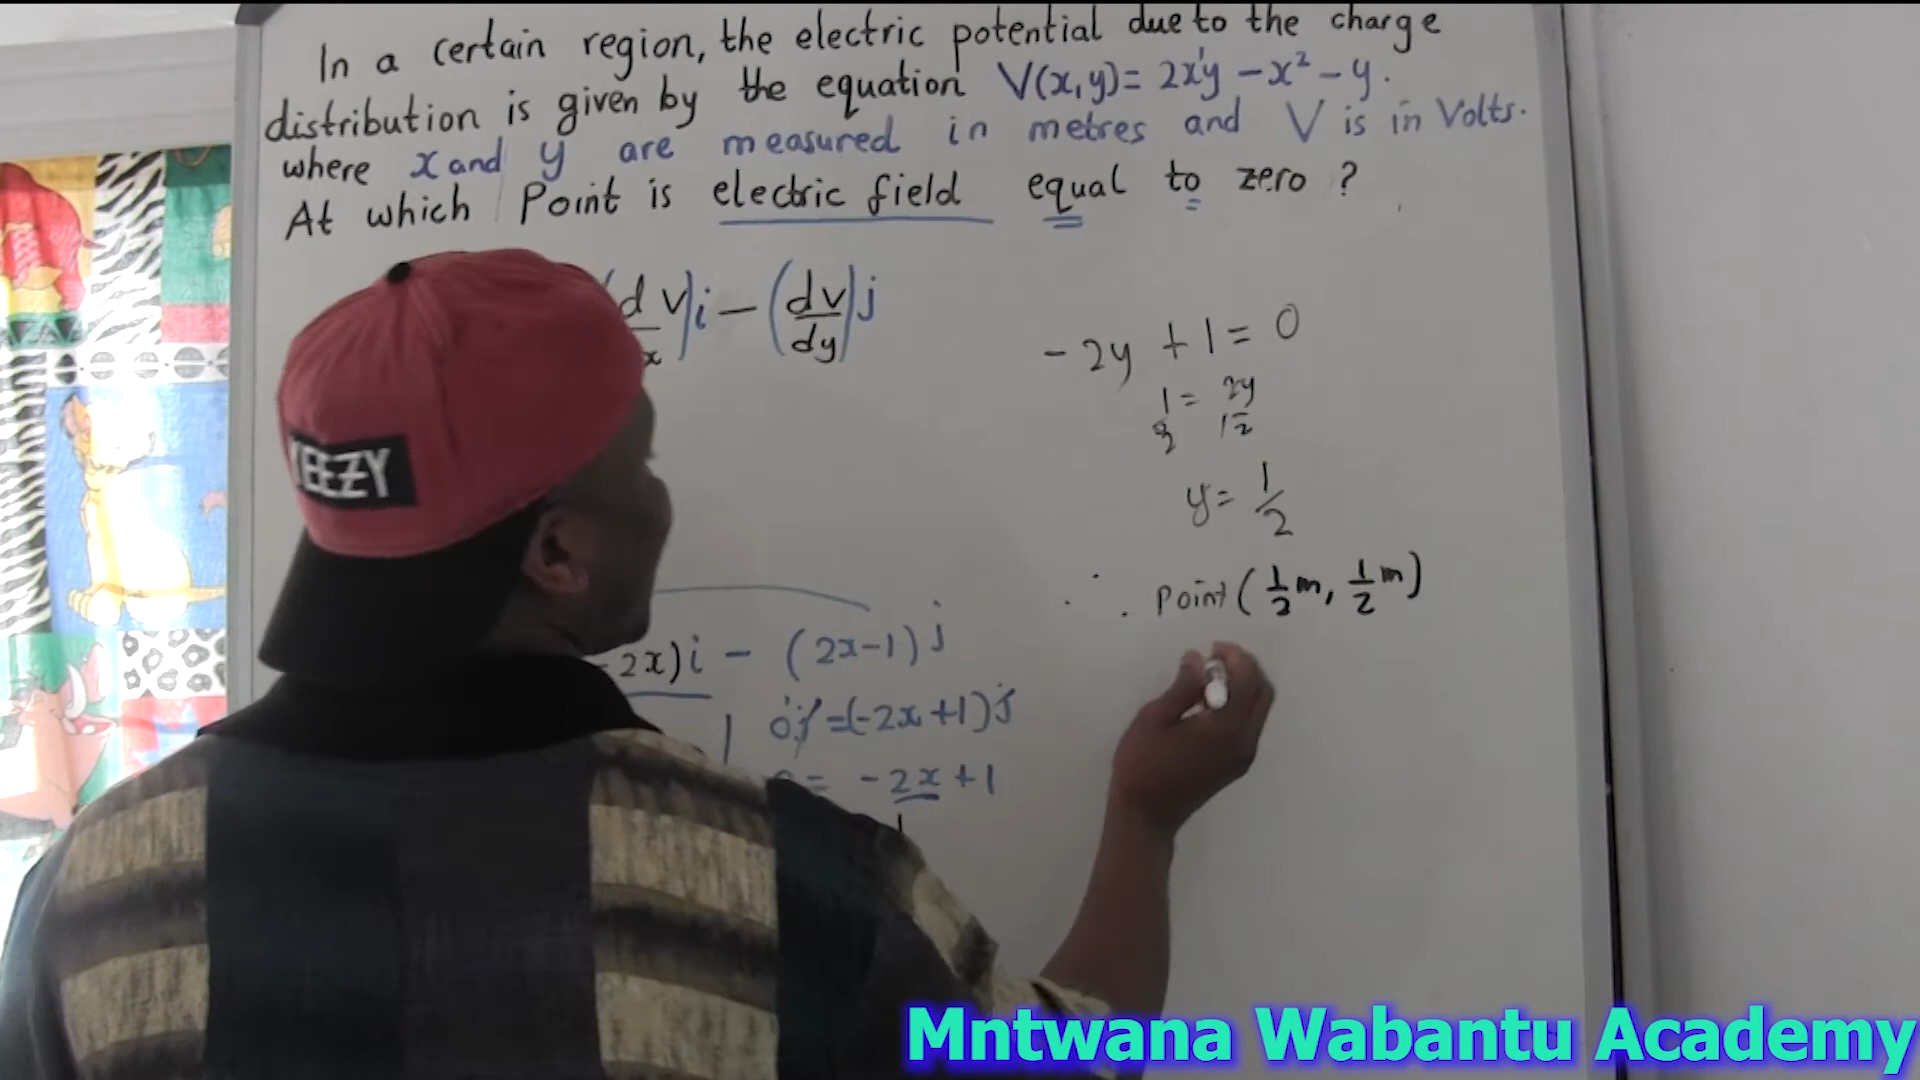 In a certain region, the electric potential due to the charge
distribution is given by the equation V(x,y)= 2x¹y - x² - y.
where x and y are measured in metres and V is in Volts.
At which Point is electric field equal to zero ?
(dV)i - (dv/dy)j
-2y + 1 = 0
1 = 2y
y = 1/2
∴ Point (1/2 m, 1/2 m)
2x)i - (2x-1)j
0j = (-2x+1)j
= -2x + 1
EEZY
Mntwana Wabantu Academy